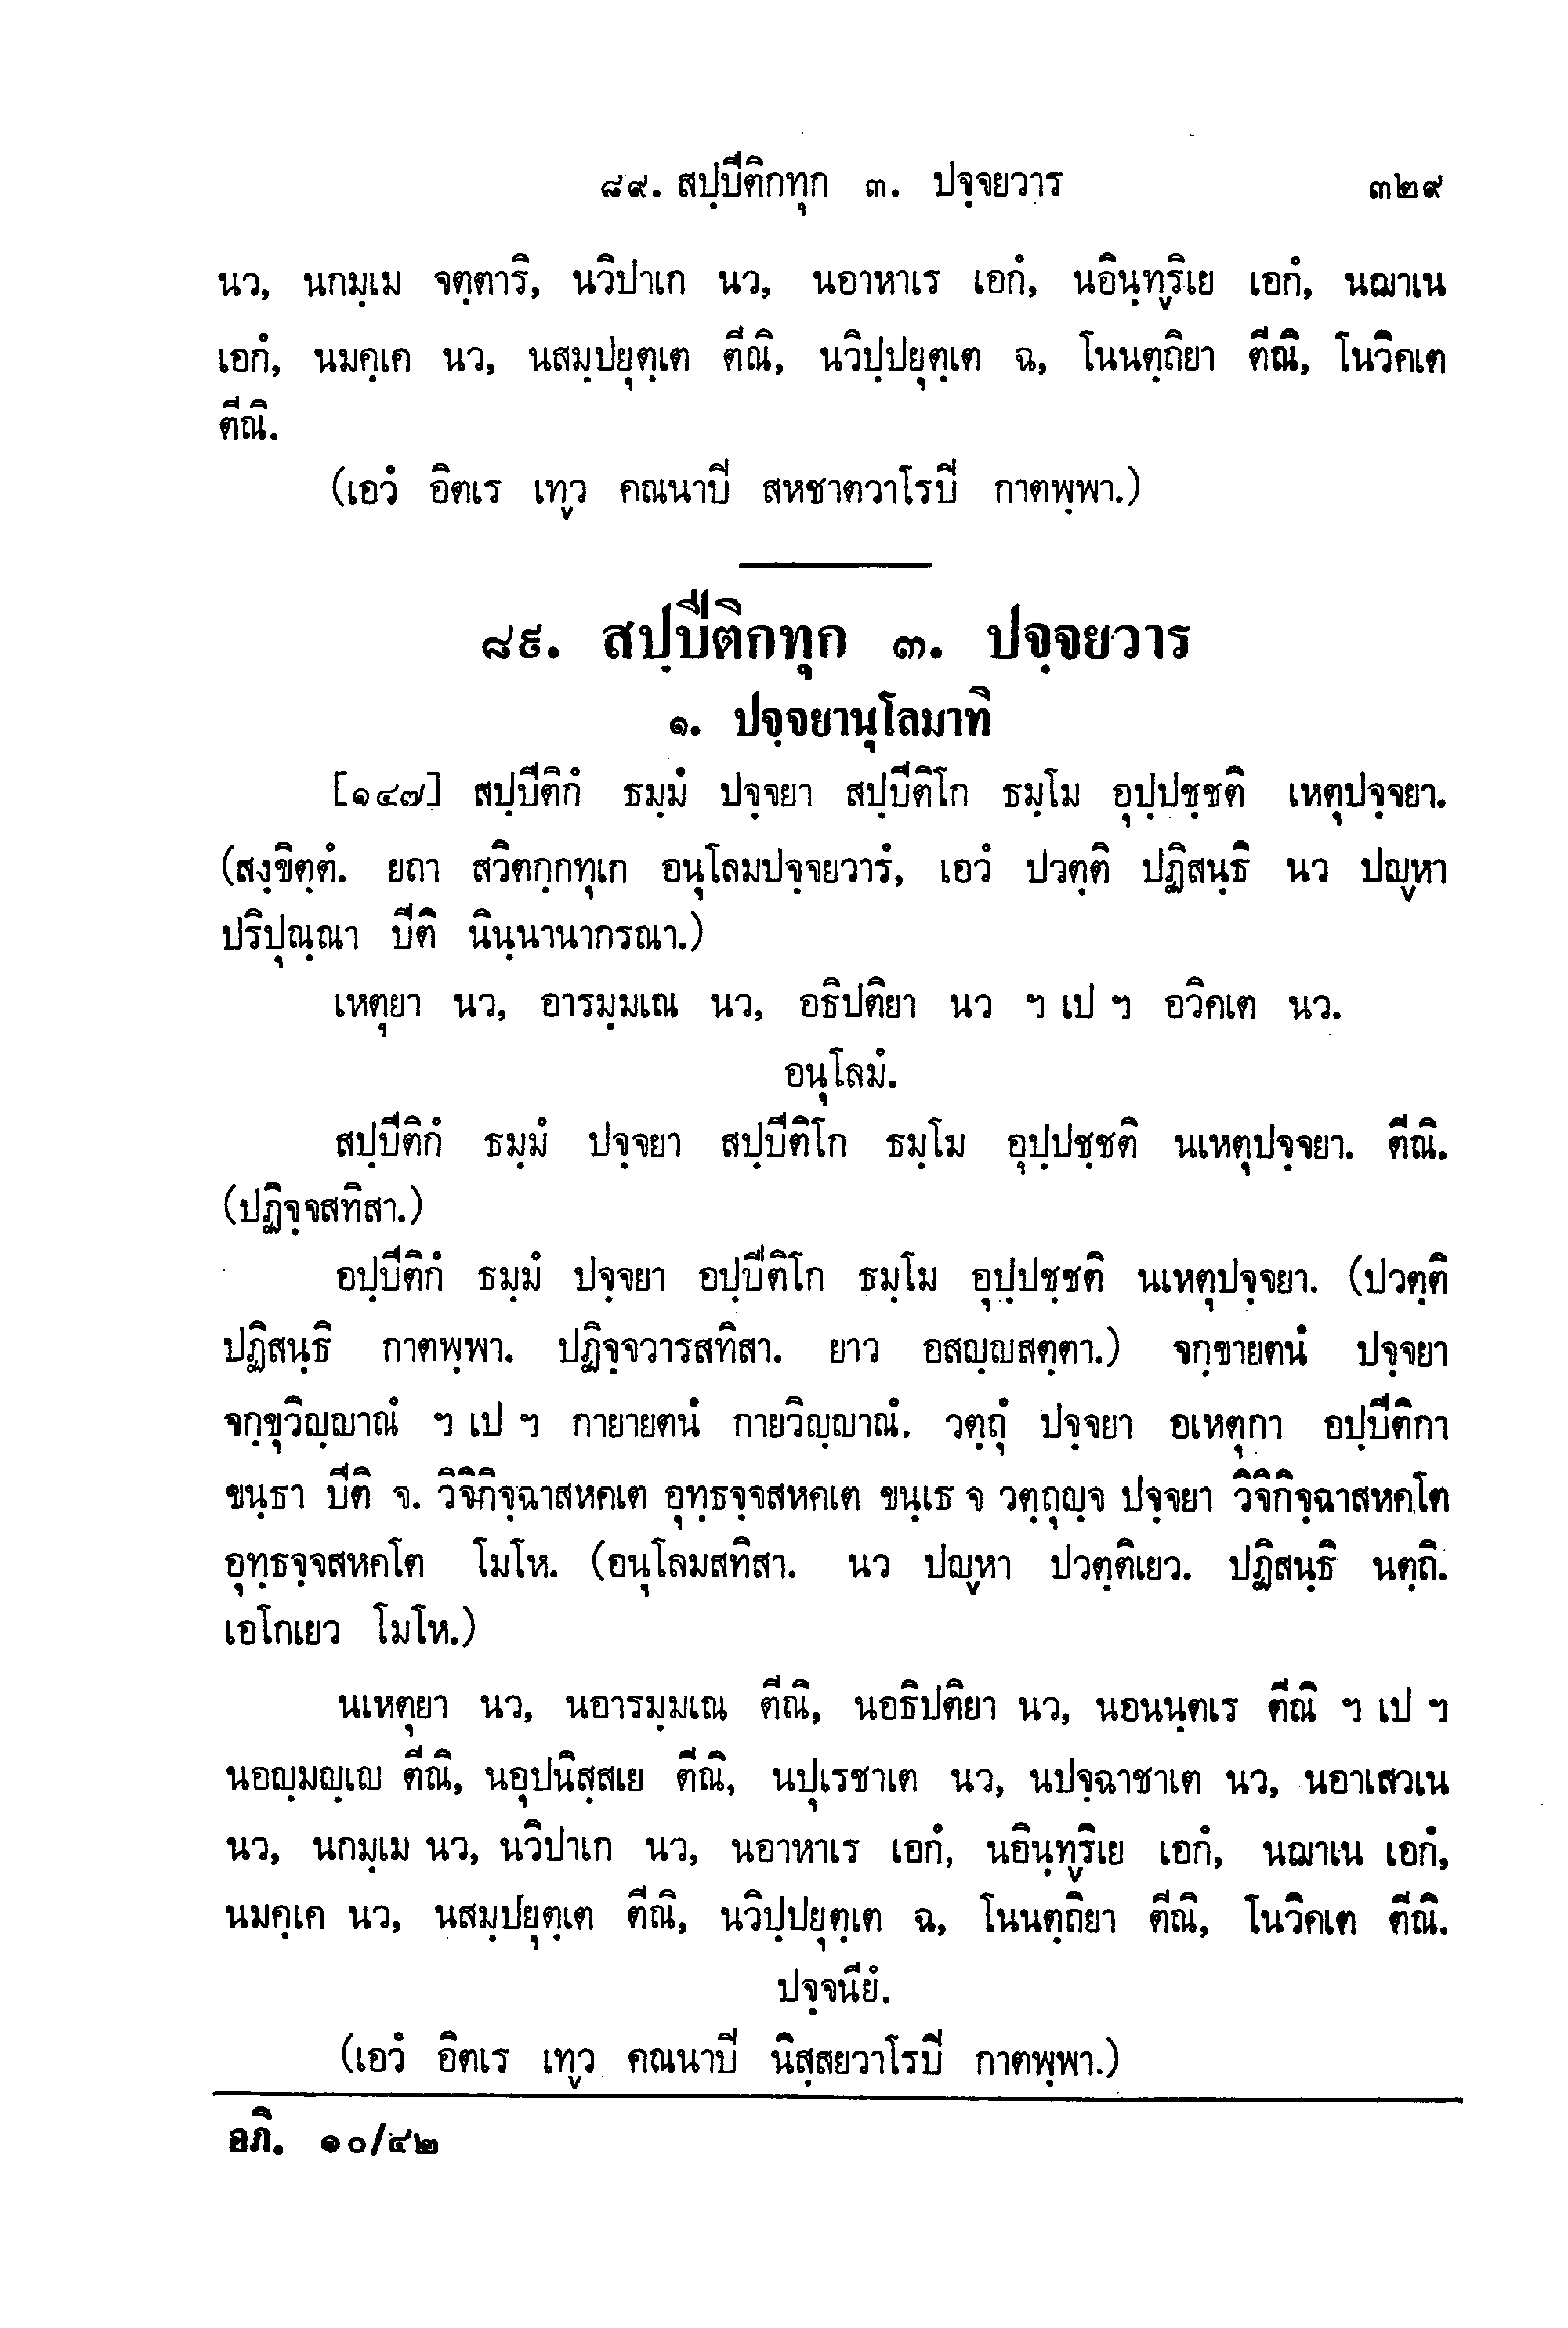 ๘๙. สปฺปีติกทุก ๓. ปจฺจยวาร ๓๒๙
นว, นกมฺเม จตฺตาริ, นวิปาเก นว, นอาหาเร เอกํ, นอินฺทฺริเย เอกํ, นฌาเน
เอกํ, นมคฺเค นว, นสมฺปยุตฺเต ตีณิ, นวิปฺปยุตฺเต ฉ, โนนตฺถิยา ตีณิ, โนวิคเต
ตีณิ.
(เอวํ อิตเร เทฺว คณนาปี สหชาตวาโรปี กาตพฺพา.)
๘๙. สปฺปีติกทุก ๓. ปจฺจยวาร
๑. ปจฺจยานุโลมาทิ
[๑๔๗] สปฺปีติกํ ธมฺมํ ปจฺจยา สปฺปีติโก ธมฺโม อุปฺปชฺชติ เหตุปจฺจยา.
(สงฺขิตฺตํ. ยถา สวิตกฺกทุเก อนุโลมปจฺจยวารํ, เอวํ ปวตฺติ ปฏิสนฺธิ นว ปญฺหา
ปริปุณฺณา ปีติ นินฺนานากรณา.)
เหตุยา นว, อารมฺมเณ นว, อธิปติยา นว ฯ เป ฯ อวิคเต นว.
อนุโลมํ.
สปฺปีติกํ ธมฺมํ ปจฺจยา สปฺปีติโก ธมฺโม อุปฺปชฺชติ นเหตุปจฺจยา. ตีณิ.
(ปฏิจฺจสทิสา.)
อปฺปีติกํ ธมฺมํ ปจฺจยา อปฺปีติโก ธมฺโม อุปฺปชฺชติ นเหตุปจฺจยา. (ปวตฺติ
ปฏิสนฺธิ กาตพฺพา. ปฏิจฺจวารสทิสา. ยาว อสญฺญสตฺตา.) จกฺขายตนํ ปจฺจยา
จกฺขุวิญฺญาณํ ฯ เป ฯ กายายตนํ กายวิญฺญาณํ. วตฺถุํ ปจฺจยา อเหตุกา อปฺปีติกา
ขนฺธา ปีติ จ. วิจิกิจฺฉาสหคเต อุทฺธจฺจสหคเต ขนฺเธ จ วตฺถุญฺจ ปจฺจยา วิจิกิจฺฉาสหคโต
อุทฺธจฺจสหคโต โมโห. (อนุโลมสทิสา. นว ปญฺหา ปวตฺติเยว. ปฏิสนฺธิ นตฺถิ.
เอโกเยว โมโห.)
นเหตุยา นว, นอารมฺมเณ ตีณิ, นอธิปติยา นว, นอนนฺตเร ตีณิ ฯ เป ฯ
นอญฺมญฺเญ ตีณิ, นอุปนิสฺสเย ตีณิ, นปุเรชาเต นว, นปจฺฉาชาเต นว, นอาเสวเน
นว, นกมฺเม นว, นวิปาเก นว, นอาหาเร เอกํ, นอินฺทฺริเย เอกํ, นฌาเน เอกํ,
นมคฺเค นว, นสมฺปยุตฺเต ตีณิ, นวิปฺปยุตฺเต ฉ, โนนตฺถิยา ตีณิ, โนวิคเต ตีณิ.
ปจฺจนียํ.
(เอวํ อิตเร เทฺว คณนาปี นิสฺสยวาโรปี กาตพฺพา.)
อภิ. ๑๐/๔๒